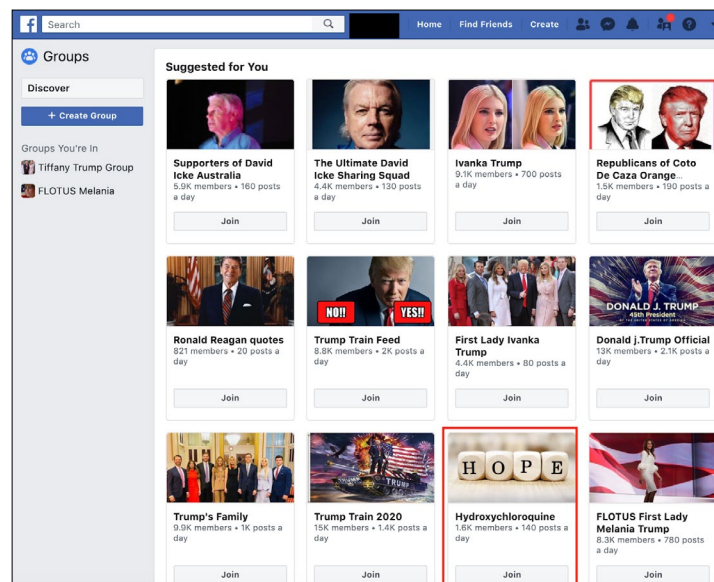 f Search Home Find Friends Create
Groups
Discover
+ Create Group
Groups You're In
Tiffany Trump Group
FLOTUS Melania
Suggested for You
Supporters of David
Icke Australia
5.9K members • 160 posts
a day
Join
The Ultimate David
Icke Sharing Squad
4.4K members • 130 posts
a day
Join
Ivanka Trump
9.1K members • 700 posts
a day
Join
Republicans of Coto
De Caza Orange...
1.5K members • 190 posts a
day
Join
Ronald Reagan quotes
821 members • 20 posts a
day
Join
NO!! YES!!
Trump Train Feed
8.8K members • 2K posts a
day
Join
First Lady Ivanka
Trump
4.4K members • 80 posts a
day
Join
DONALD J. TRUMP
45th President
OF THE UNITED STATES OF AMERICA
Donald j.Trump Official
13K members • 2.1K posts a
day
Join
Trump's Family
9.9K members • 1K posts a
day
Join
TRUMP
Trump Train 2020
15K members • 1.4K posts a
day
Join
HOPE
Hydroxychloroquine
1.6K members • 140 posts a
day
Join
FLOTUS First Lady
Melania Trump
8.3K members • 780 posts
a day
Join